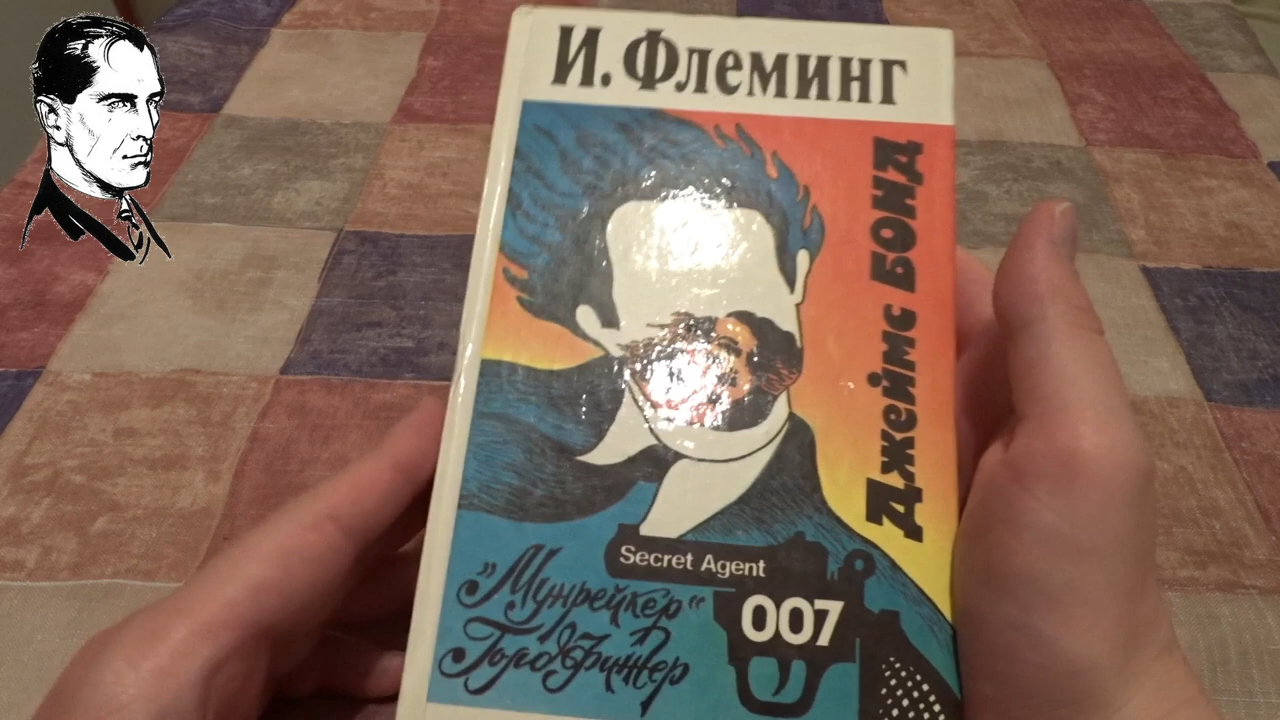 И. Флеминг
Джеймс БОНД
Secret Agent
007
„Мунрейкер“
Голдфингер